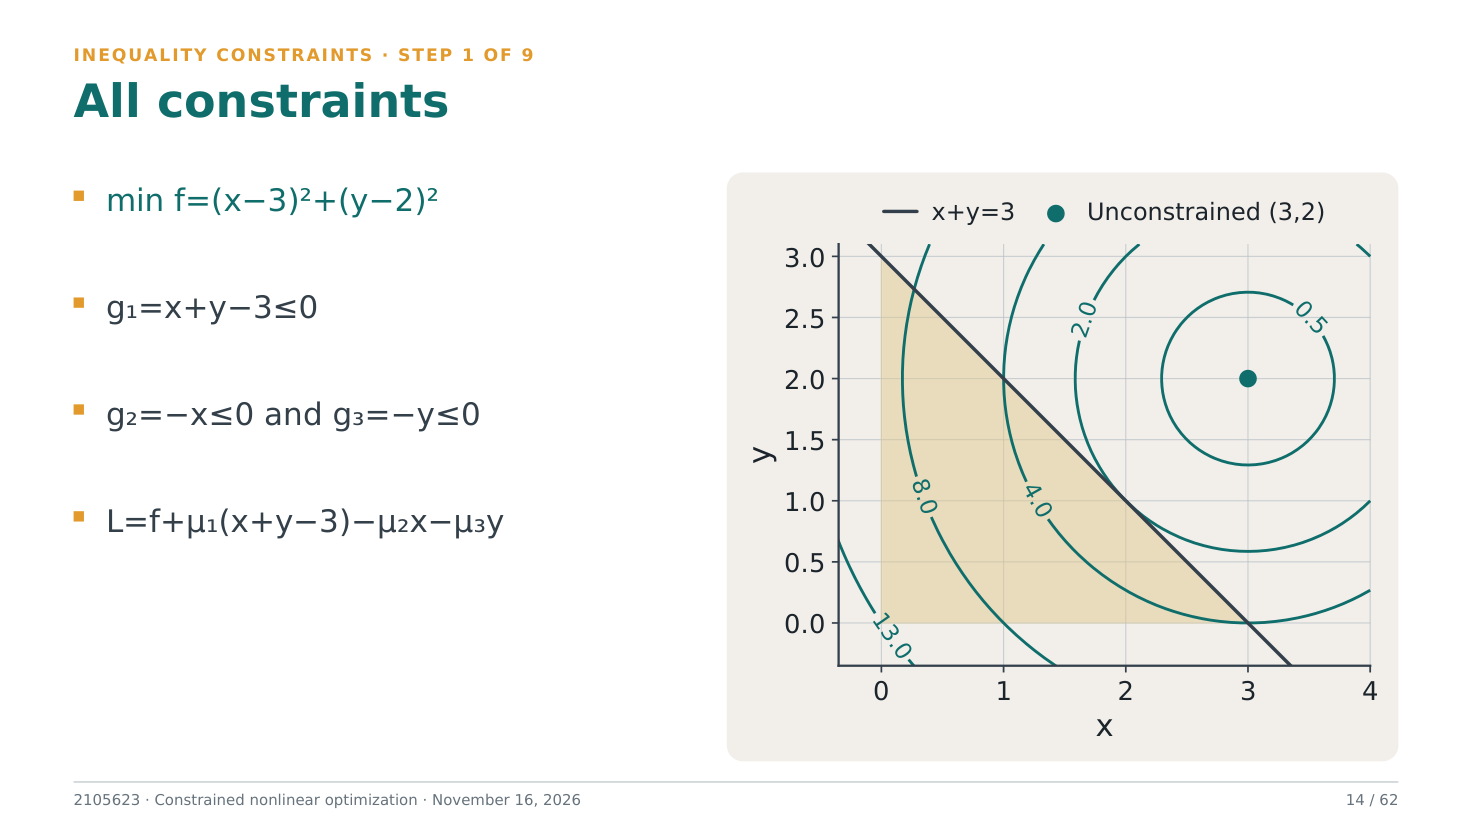 INEQUALITY CONSTRAINTS · STEP 1 OF 9
All constraints
min f=(x−3)²+(y−2)²
g₁=x+y−3≤0
g₂=−x≤0 and g₃=−y≤0
L=f+μ₁(x+y−3)−μ₂x−μ₃y
x+y=3
Unconstrained (3,2)
3.0
2.5
2.0
1.5
1.0
0.5
0.0
y
0.5
2.0
4.0
8.0
13.0
0 1 2 3 4
x
2105623 · Constrained nonlinear optimization · November 16, 2026
14 / 62